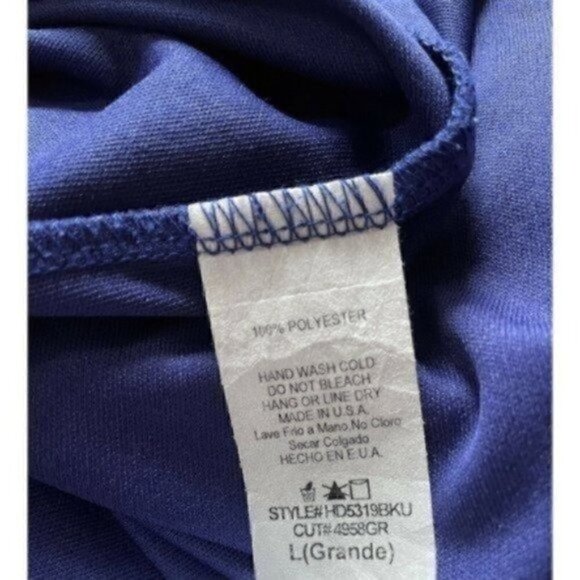 100% POLYESTER
HAND WASH COLD
DO NOT BLEACH
HANG OR LINE DRY
MADE IN U.S.A.
Lave Frio a Mano.No Cloro
Secar Colgado
HECHO EN E.U.A.
STYLE# HD5319BKU
CUT# 4958GR
L(Grande)